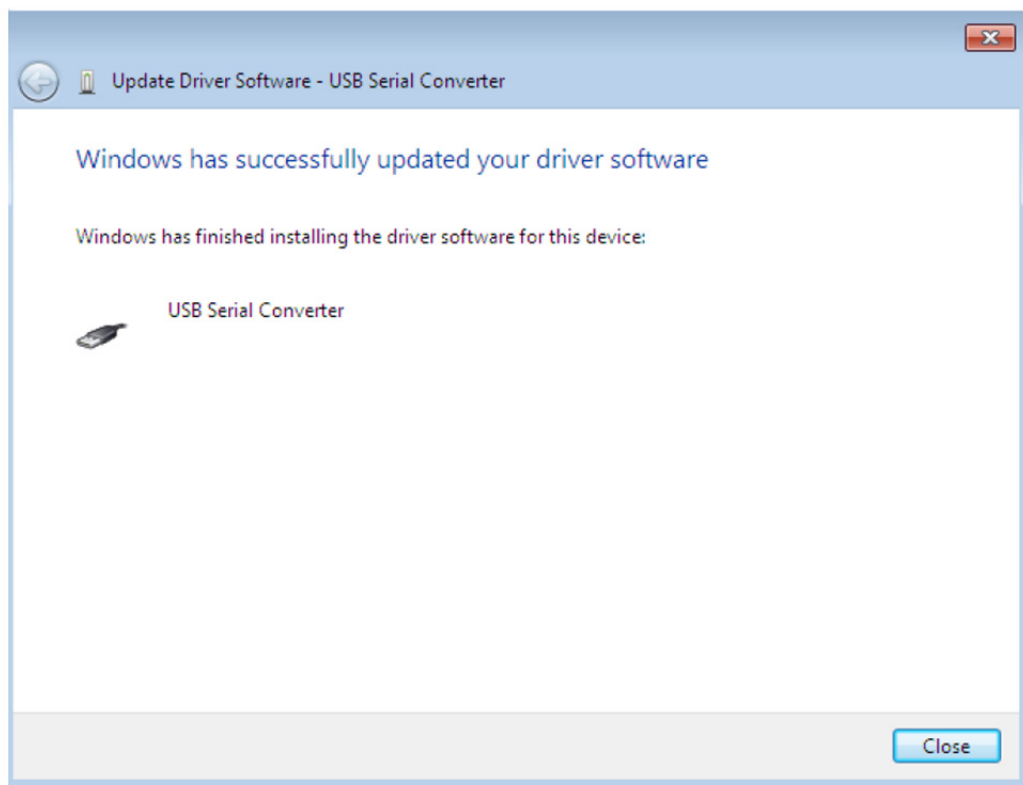 Update Driver Software - USB Serial Converter
Windows has successfully updated your driver software
Windows has finished installing the driver software for this device:
USB Serial Converter
Close